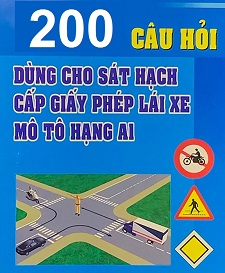 200 CÂU HỎI
DÙNG CHO SÁT HẠCH
CẤP GIẤY PHÉP LÁI XE
MÔ TÔ HẠNG A1